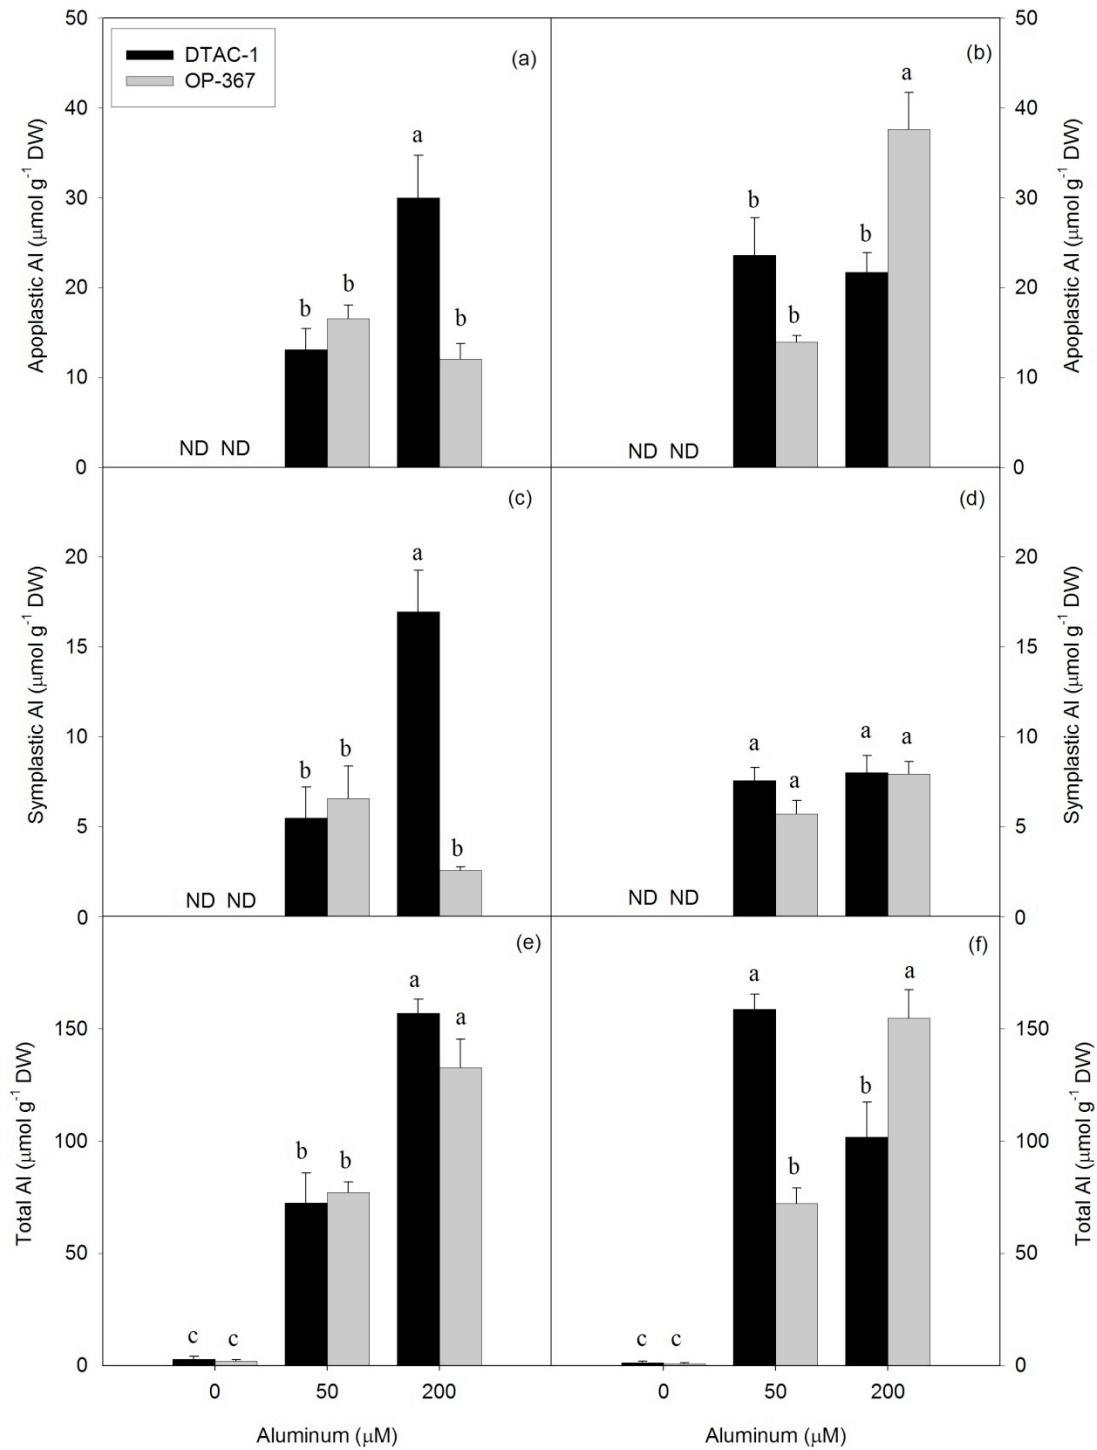 DTAC-1
OP-367
(a)
50
40
30
20
10
0
Apoplastic Al (μmol g-1 DW)
ND ND
b
b
a
b
(b)
50
40
30
20
10
0
Apoplastic Al (μmol g-1 DW)
ND ND
b
b
b
a
(c)
20
15
10
5
0
Symplastic Al (μmol g-1 DW)
ND ND
b
b
a
b
(d)
20
15
10
5
0
Symplastic Al (μmol g-1 DW)
ND ND
a
a
a
a
(e)
150
100
50
0
Total Al (μmol g-1 DW)
c
c
b
b
a
a
0
50
200
Aluminum (μM)
(f)
150
100
50
0
Total Al (μmol g-1 DW)
c
c
a
b
b
a
0
50
200
Aluminum (μM)